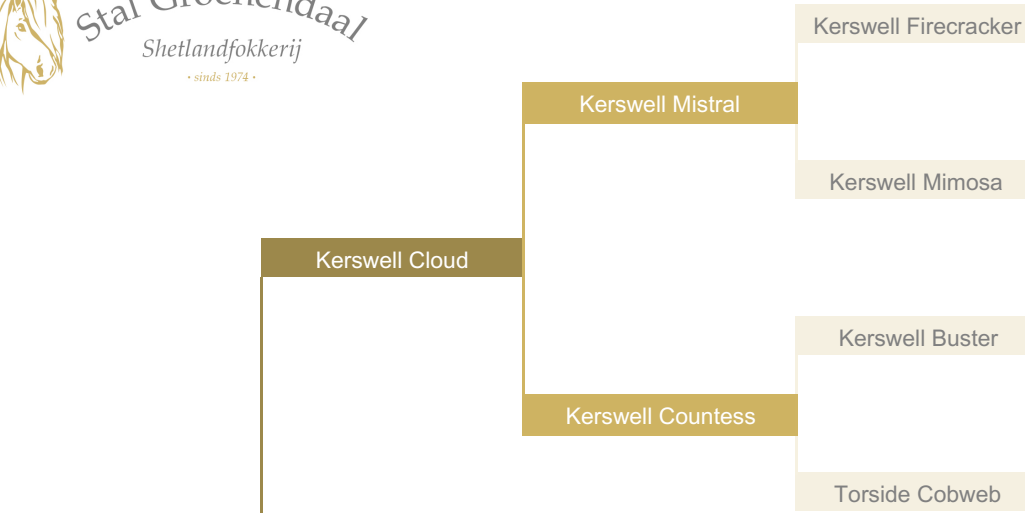 Stal Groenendaal
Shetlandfokkerij
• sinds 1974 •
Kerswell Firecracker
Kerswell Mistral
Kerswell Mimosa
Kerswell Cloud
Kerswell Buster
Kerswell Countess
Torside Cobweb